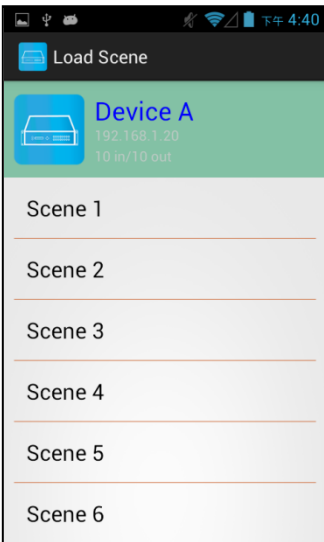 下午 4:40
Load Scene
Device A
192.168.1.20
10 in/10 out
Scene 1
Scene 2
Scene 3
Scene 4
Scene 5
Scene 6